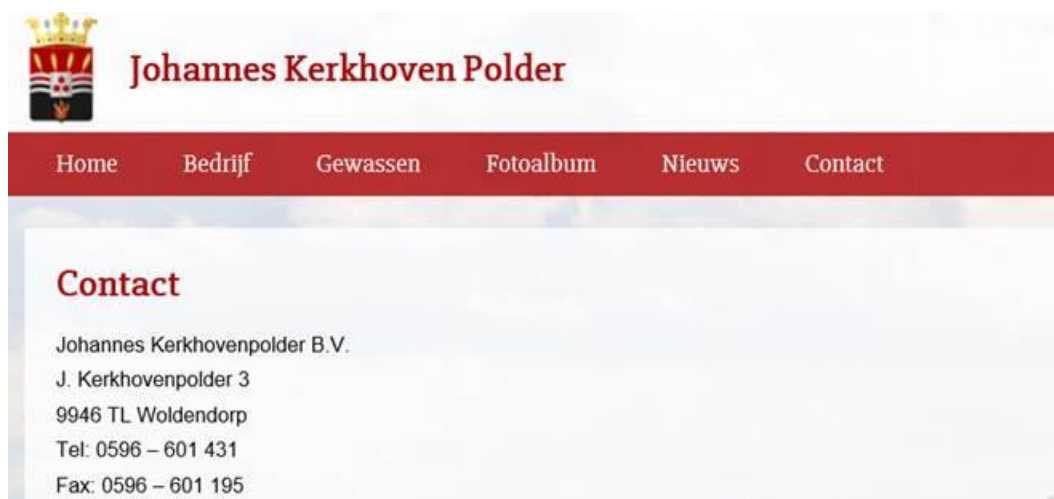 Johannes Kerkhoven Polder
Home Bedrijf Gewassen Fotoalbum Nieuws Contact
Contact
Johannes Kerkhovenpolder B.V.
J. Kerkhovenpolder 3
9946 TL Woldendorp
Tel: 0596 – 601 431
Fax: 0596 – 601 195